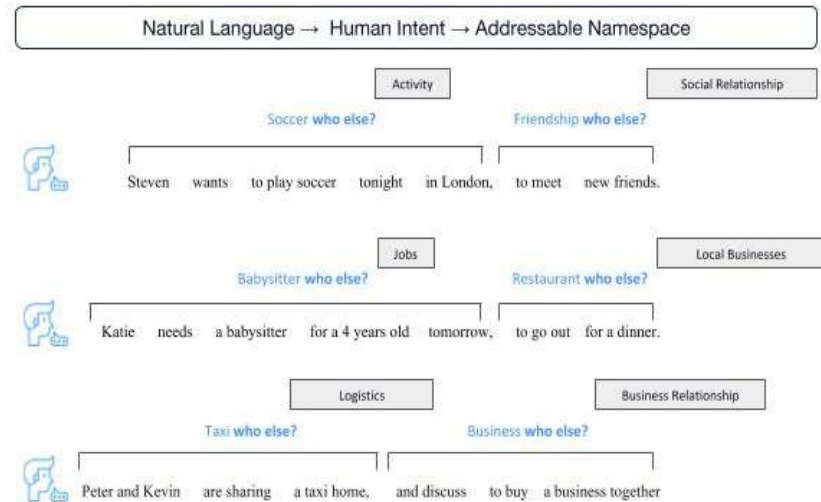 Natural Language → Human Intent → Addressable Namespace
Activity
Social Relationship
Soccer who else?
Friendship who else?
Steven wants to play soccer tonight in London, to meet new friends.
Jobs
Local Businesses
Babysitter who else?
Restaurant who else?
Katie needs a babysitter for a 4 years old tomorrow, to go out for a dinner.
Logistics
Business Relationship
Taxi who else?
Business who else?
Peter and Kevin are sharing a taxi home, and discuss to buy a business together